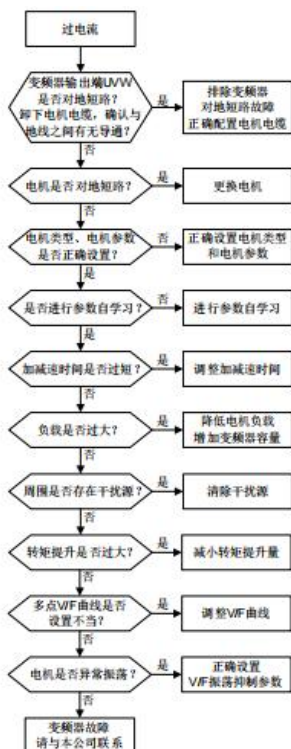 过电流
变频器输出端UVW
是否对地短路?
卸下电机电缆,确认与
地线之间有无导通?
是
排除变频器
对地短路故障
正确配置电机电缆
否
电机是否对地短路?
是
更换电机
否
电机类型、电机参数
是否正确设置?
否
正确设置电机类型
和电机参数
是
是否进行参数自学习?
否
进行参数自学习
是
加减速时间是否过短?
是
调整加减速时间
否
负载是否过大?
是
降低电机负载
增加变频器容量
否
周围是否存在干扰源?
是
清除干扰源
否
转矩提升是否过大?
是
减小转矩提升量
否
多点V/F曲线是否
设置不当?
是
调整V/F曲线
否
电机是否异常振荡?
是
正确设置
V/F振荡抑制参数
否
变频器故障
请与本公司联系